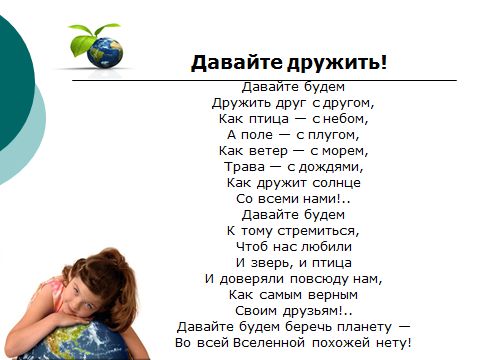 Давайте дружить!
Давайте будем
Дружить друг с другом,
Как птица — с небом,
А поле — с плугом,
Как ветер — с морем,
Трава — с дождями,
Как дружит солнце
Со всеми нами!..
Давайте будем
К тому стремиться,
Чтоб нас любили
И зверь, и птица
И доверяли повсюду нам,
Как самым верным
Своим друзьям!..
Давайте будем беречь планету —
Во всей Вселенной похожей нету!